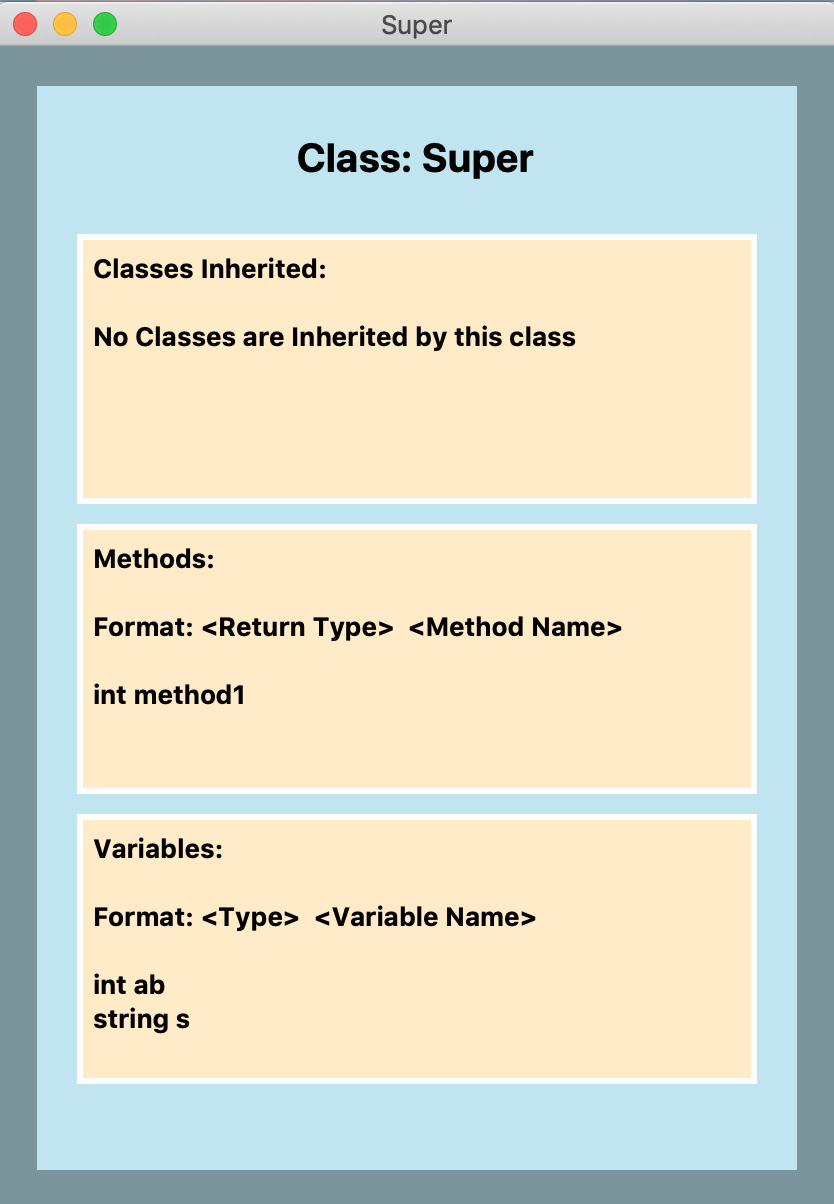 Super
Class: Super
Classes Inherited:
No Classes are Inherited by this class
Methods:
Format: <Return Type>  <Method Name>
int method1
Variables:
Format: <Type>  <Variable Name>
int ab
string s